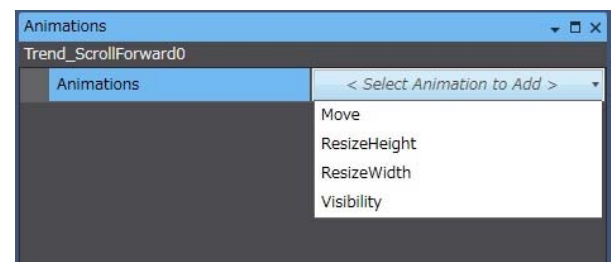 Animations
Trend_ScrollForward0
Animations
< Select Animation to Add >
Move
ResizeHeight
ResizeWidth
Visibility